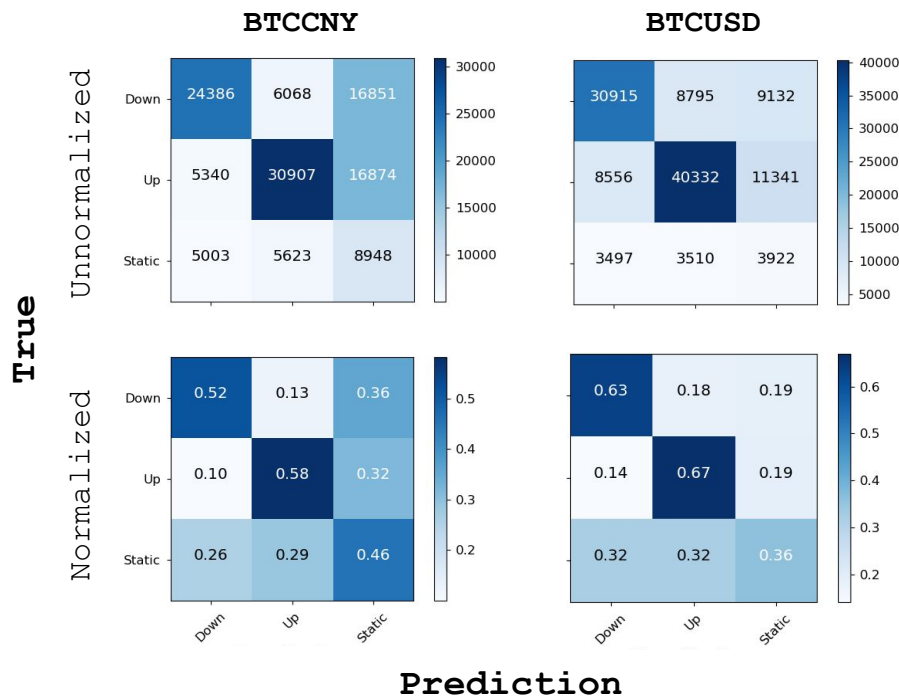 BTCCNY BTCUSD
True
Unnormalized
Down 24386 6068 16851
Up 5340 30907 16874
Static 5003 5623 8948
30000
25000
20000
15000
10000
30915 8795 9132
8556 40332 11341
3497 3510 3922
40000
35000
30000
25000
20000
15000
10000
5000
Normalized
Down 0.52 0.13 0.36
Up 0.10 0.58 0.32
Static 0.26 0.29 0.46
Down Up Static
0.5
0.4
0.3
0.2
0.63 0.18 0.19
0.14 0.67 0.19
0.32 0.32 0.36
Down Up Static
0.6
0.5
0.4
0.3
0.2
Prediction